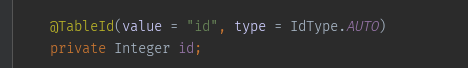 @TableId(value = "id", type = IdType.AUTO)
private Integer id;